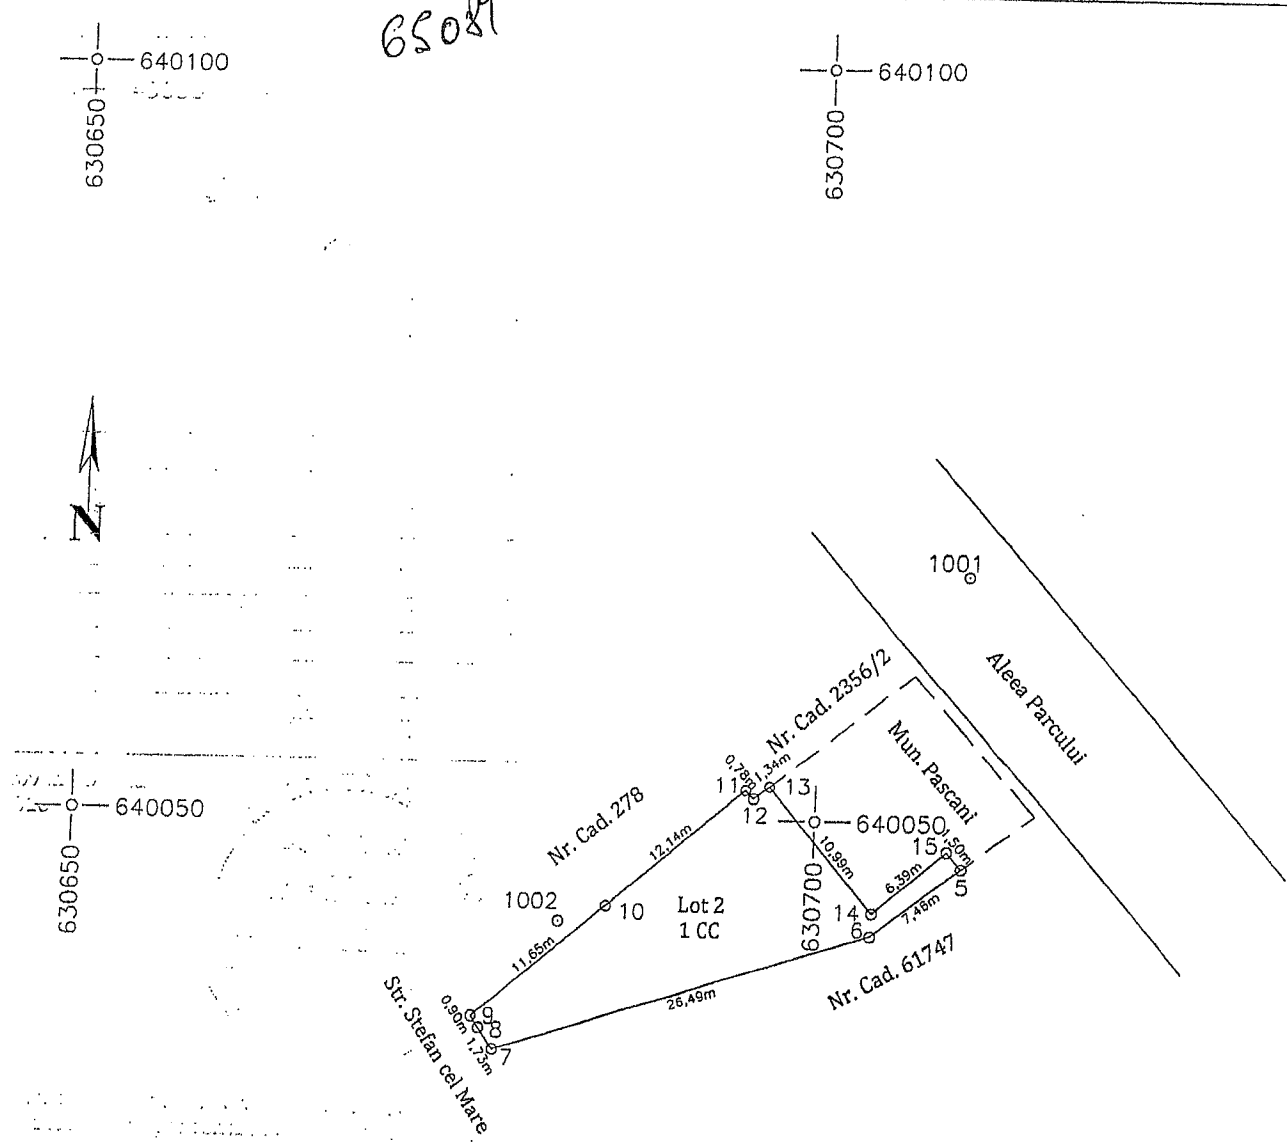 6508
640100
630650
640100
630700
N
1001
Aleea Parcului
Nr. Cad. 2356/2
Mun. Pascani
0,78m
1,34m
11
13
12
640050
630650
640050
630700
Nr. Cad. 278
12,14m
10,99m
15
1,50m
5
6,39m
7,46m
14
6
1002
10
Lot 2
1 CC
11,65m
Nr. Cad. 61747
26,49m
9
8
7
0,90m
1,73m
Str. Stefan cel Mare